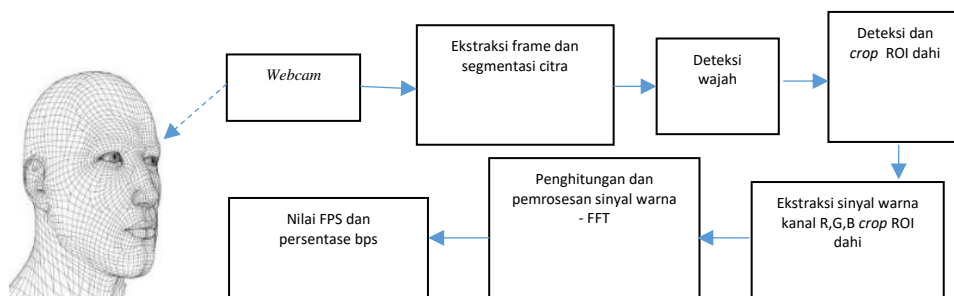 Webcam
Ekstraksi frame dan
segmentasi citra
Deteksi
wajah
Deteksi dan
crop ROI dahi
Ekstraksi sinyal warna
kanal R,G,B crop ROI
dahi
Penghitungan dan
pemrosesan sinyal warna
- FFT
Nilai FPS dan
persentase bps